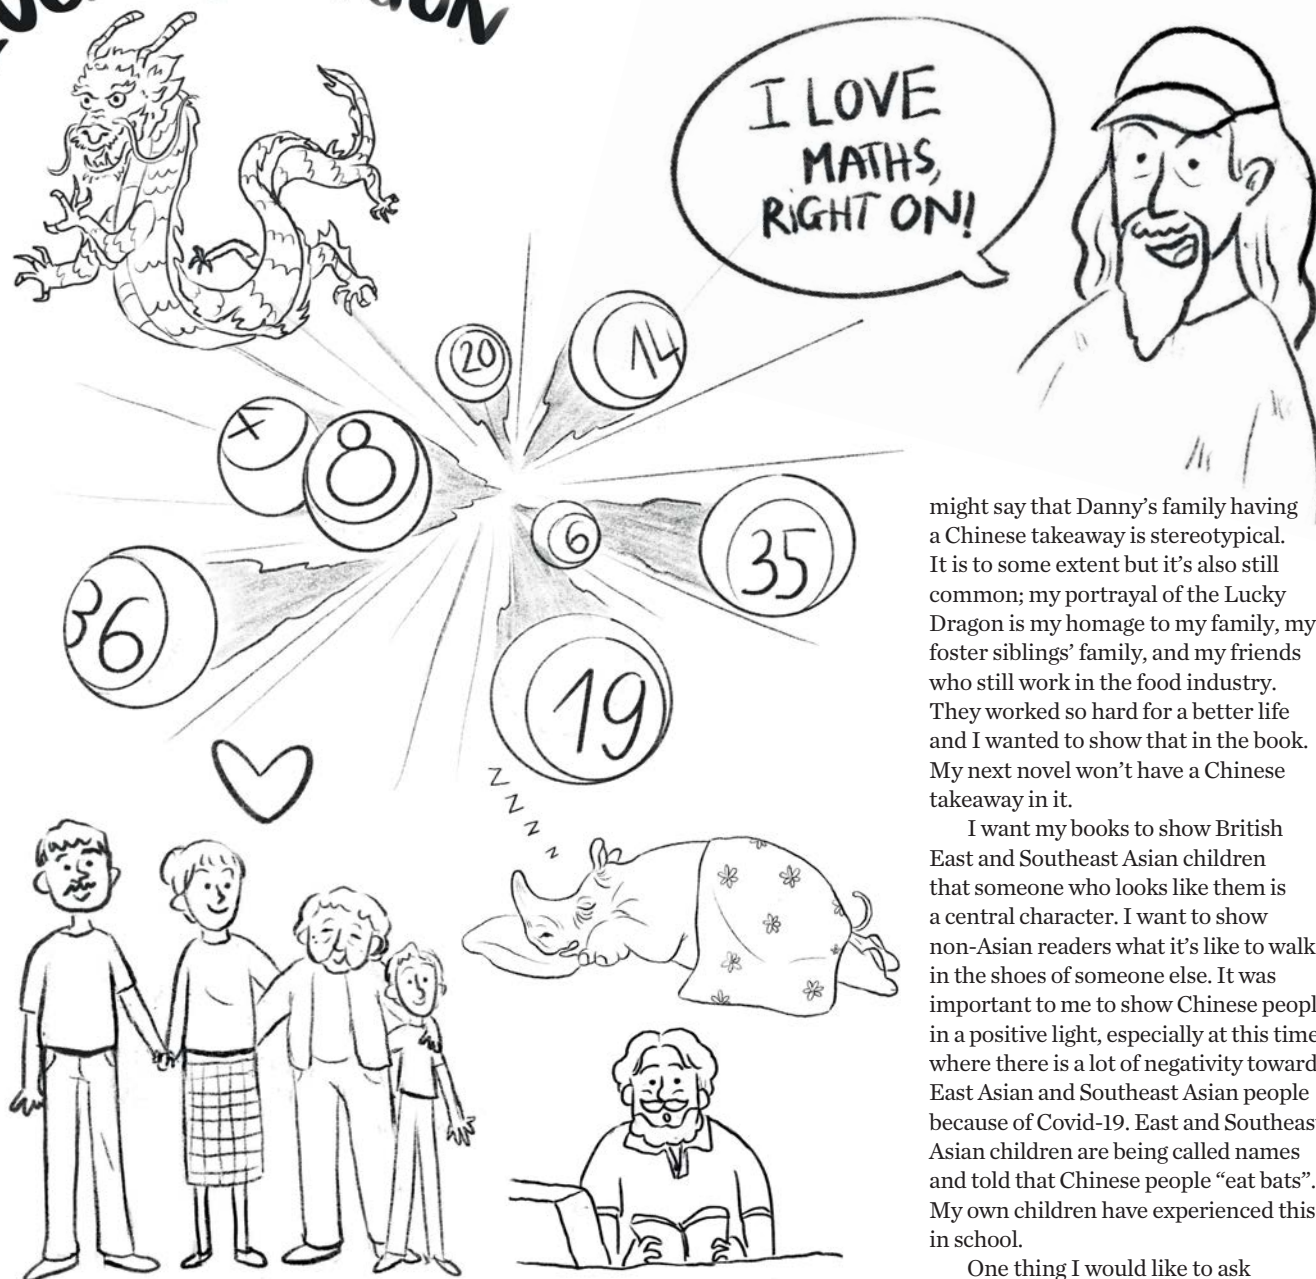 I LOVE
MATHS,
RIGHT ON!
20
14
x
8
6
35
36
19
z
z
z
z
might say that Danny’s family having
a Chinese takeaway is stereotypical.
It is to some extent but it’s also still
common; my portrayal of the Lucky
Dragon is my homage to my family, my
foster siblings’ family, and my friends
who still work in the food industry.
They worked so hard for a better life
and I wanted to show that in the book.
My next novel won’t have a Chinese
takeaway in it.
I want my books to show British
East and Southeast Asian children
that someone who looks like them is
a central character. I want to show
non-Asian readers what it’s like to walk
in the shoes of someone else. It was
important to me to show Chinese peopl
in a positive light, especially at this time
where there is a lot of negativity toward
East Asian and Southeast Asian people
because of Covid-19. East and Southeas
Asian children are being called names
and told that Chinese people “eat bats”.
My own children have experienced this
in school.
One thing I would like to ask